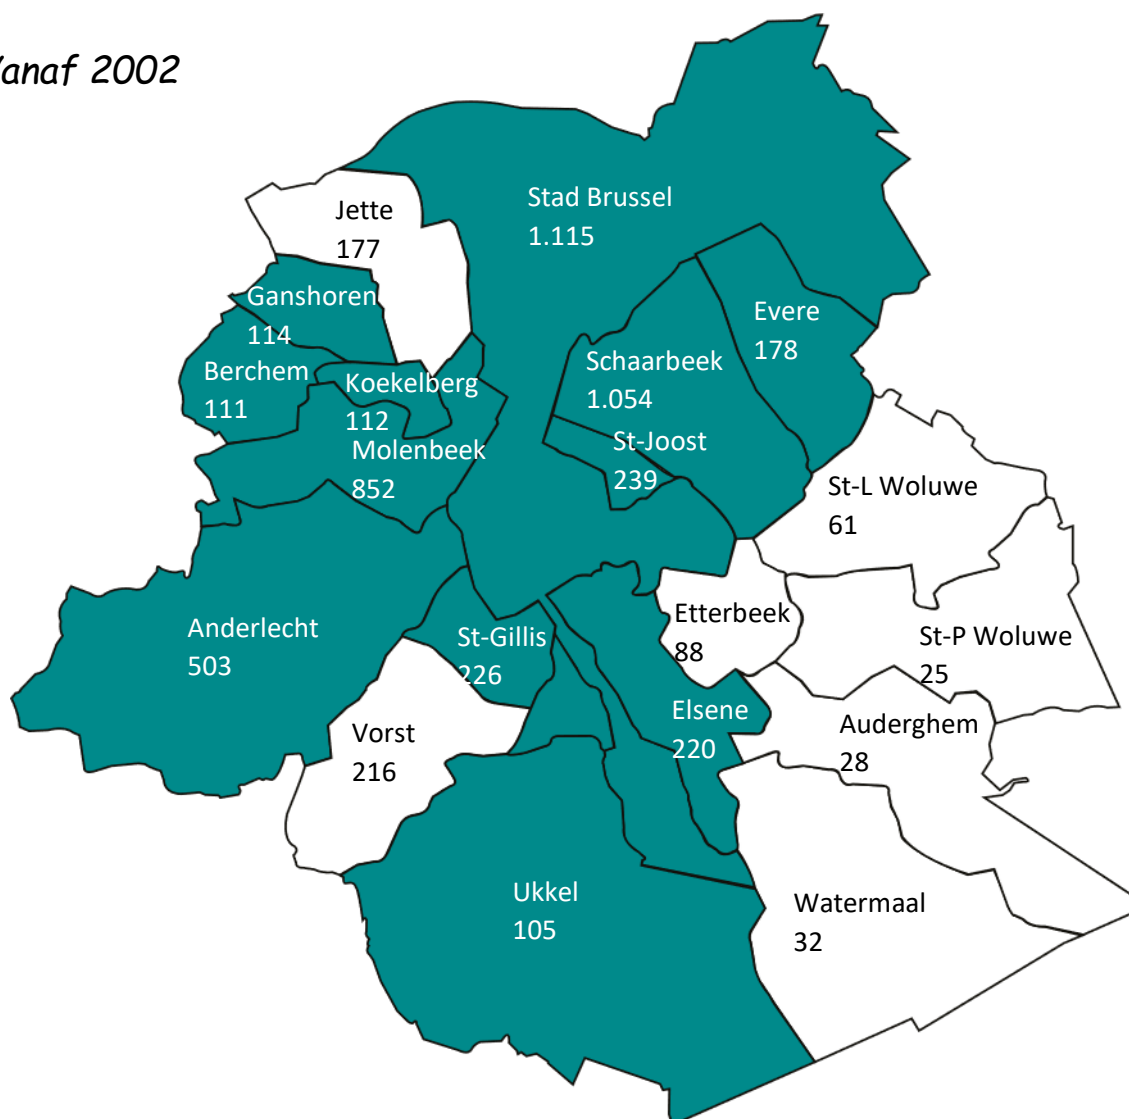 Vanaf 2002
Stad Brussel
1.115
Jette
177
Ganshoren
114
Evere
178
Schaarbeek
1.054
Berchem
111
Koekelberg
112
St-Joost
239
Molenbeek
852
St-L Woluwe
61
Etterbeek
88
Anderlecht
503
St-Gillis
226
St-P Woluwe
25
Elsene
220
Auderghem
28
Vorst
216
Ukkel
105
Watermaal
32